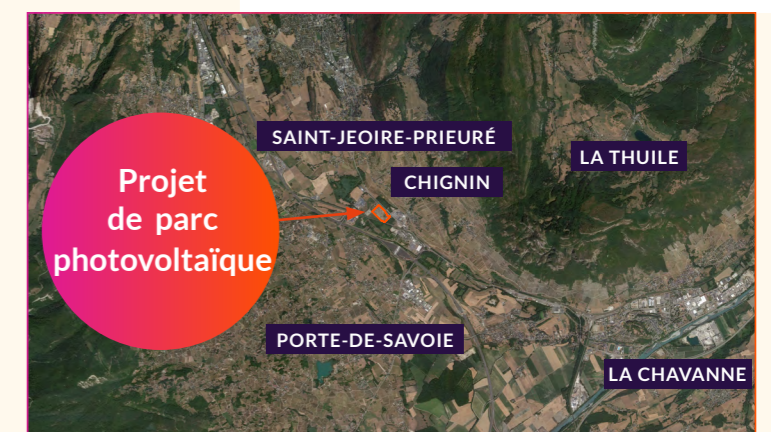 SAINT-JEOIRE-PRIEURÉ
LA THUILE
CHIGNIN
Projet
de parc
photovoltaïque
PORTE-DE-SAVOIE
LA CHAVANNE